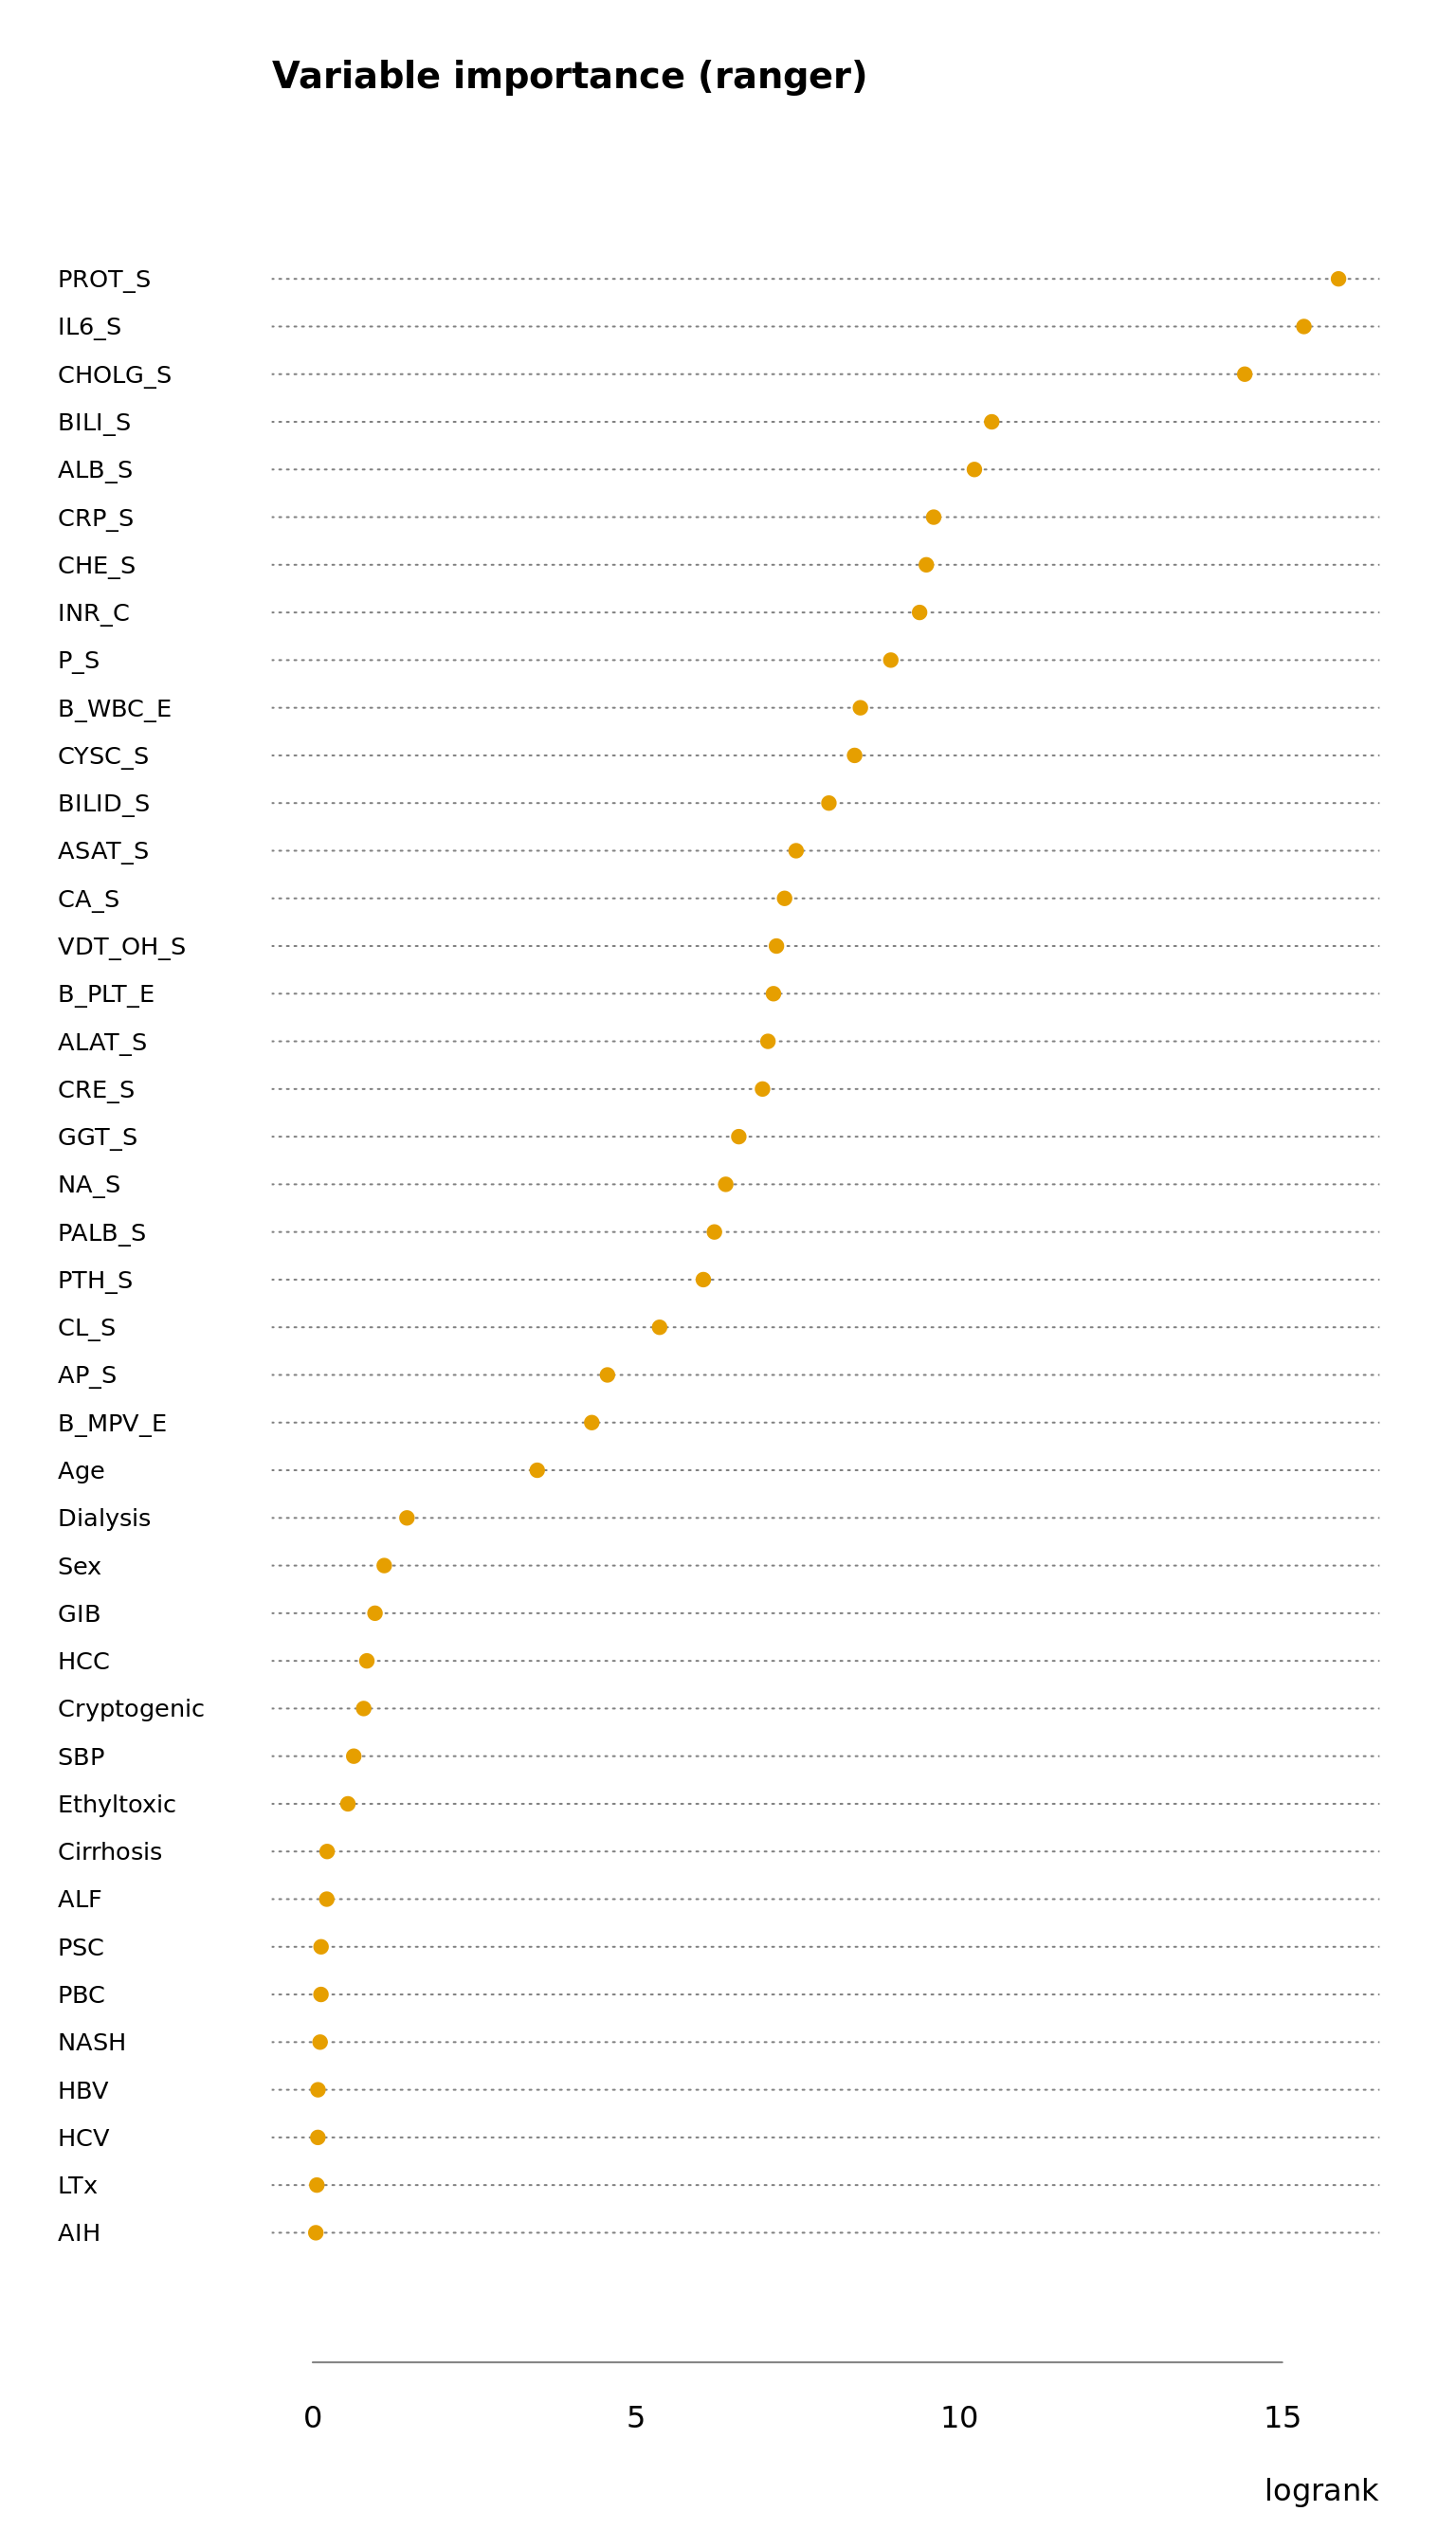 Variable importance (ranger)
PROT_S
IL6_S
CHOLG_S
BILI_S
ALB_S
CRP_S
CHE_S
INR_C
P_S
B_WBC_E
CYSC_S
BILID_S
ASAT_S
CA_S
VDT_OH_S
B_PLT_E
ALAT_S
CRE_S
GGT_S
NA_S
PALB_S
PTH_S
CL_S
AP_S
B_MPV_E
Age
Dialysis
Sex
GIB
HCC
Cryptogenic
SBP
Ethyltoxic
Cirrhosis
ALF
PSC
PBC
NASH
HBV
HCV
LTx
AIH
0 5 10 15
logrank